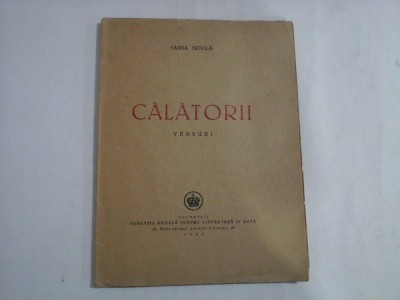 SANDA MOVILĂ
CĂLĂTORII
VERSURI
BUCUREȘTI
FUNDAȚIA REGALĂ PENTRU LITERATURĂ ȘI ARTĂ